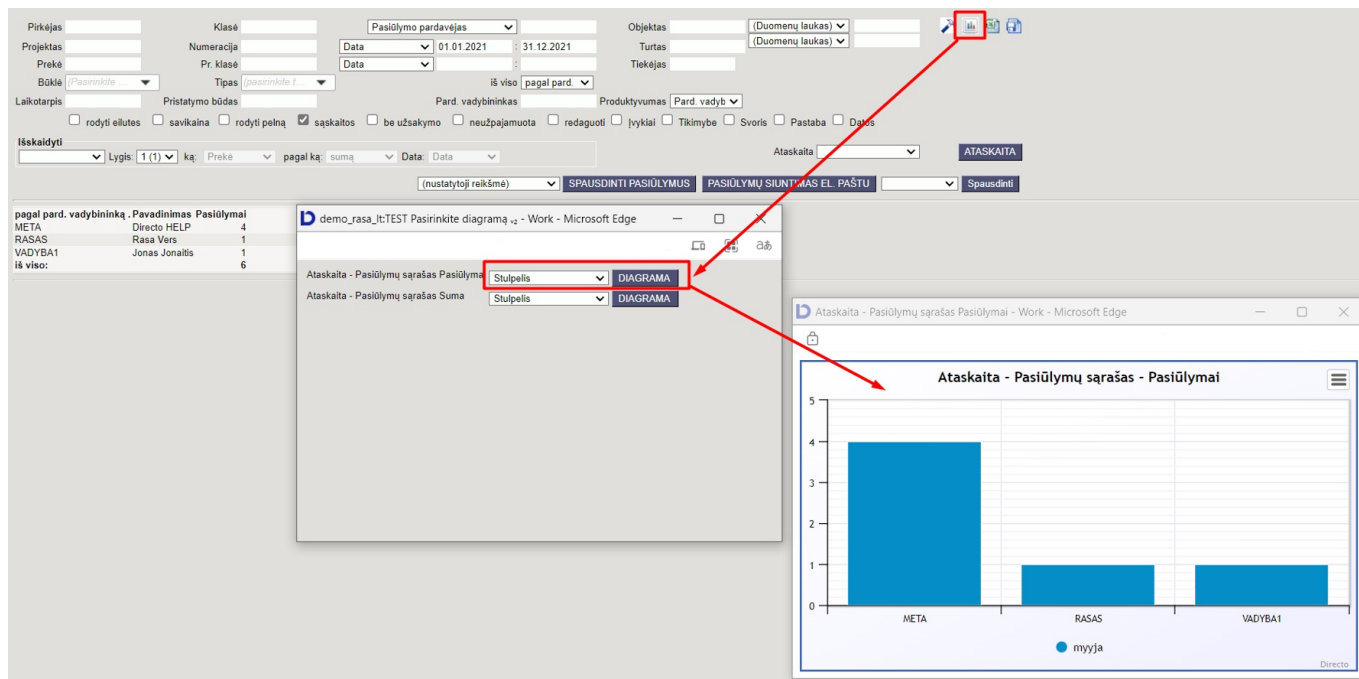 Pirkėjas Klasė Pasiūlymo pardavėjas Objektas (Duomenų laukas)
Projektas Numeracija Data 01.01.2021 : 31.12.2021 Turtas (Duomenų laukas)
Prekė Pr. klasė Data : Tiekėjas
Būklė (Pasirinkite ... Tipas (pasirinkite t... iš viso pagal pard.
Laikotarpis Pristatymo būdas Pard. vadybininkas Produktyvumas Pard. vadyb
rodyti eilutes savikaina rodyti pelną sąskaitos be užsakymo neužpajamuota redaguoti Įvykiai Tikimybe Svoris Pastaba Datos
Išskaidyti
Lygis: 1 (1) ką: Prekė pagal ką: sumą Data: Data Ataskaita ATASKAITA
(nustatytoji reikšmė) SPAUSDINTI PASIŪLYMUS PASIŪLYMŲ SIUNTIMAS EL. PAŠTU Spausdinti
pagal pard. vadybininką . Pavadinimas Pasiūlymai
META Directo HELP 4
RASAS Rasa Vers 1
VADYBA1 Jonas Jonaitis 1
iš viso: 6
demo_rasa_lt:TEST Pasirinkite diagramą v2 - Work - Microsoft Edge
Ataskaita - Pasiūlymų sąrašas Pasiūlyma Stulpelis DIAGRAMA
Ataskaita - Pasiūlymų sąrašas Suma Stulpelis DIAGRAMA
Ataskaita - Pasiūlymų sąrašas Pasiūlymai - Work - Microsoft Edge
Ataskaita - Pasiūlymų sąrašas - Pasiūlymai
5
4
3
2
1
0
META RASAS VADYBA1
myyja
Directo